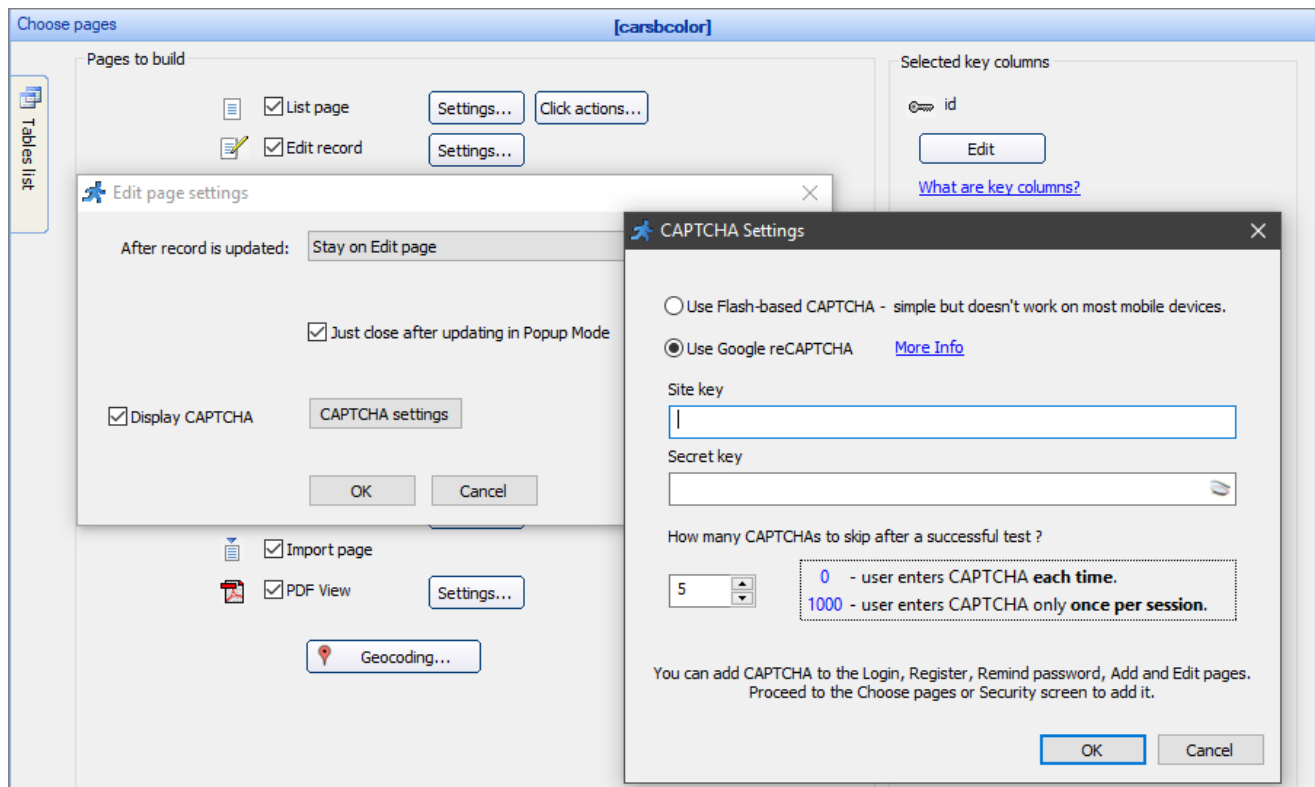 Choose pages
[carsbcolor]
Tables list
Pages to build
List page
Settings...
Click actions...
Edit record
Settings...
Selected key columns
id
Edit
What are key columns?
Edit page settings
After record is updated:
Stay on Edit page
Just close after updating in Popup Mode
Display CAPTCHA
CAPTCHA settings
OK
Cancel
Import page
PDF View
Settings...
Geocoding...
CAPTCHA Settings
Use Flash-based CAPTCHA - simple but doesn't work on most mobile devices.
Use Google reCAPTCHA
More Info
Site key
Secret key
How many CAPTCHAs to skip after a successful test ?
5
0 - user enters CAPTCHA each time.
1000 - user enters CAPTCHA only once per session.
You can add CAPTCHA to the Login, Register, Remind password, Add and Edit pages.
Proceed to the Choose pages or Security screen to add it.
OK
Cancel